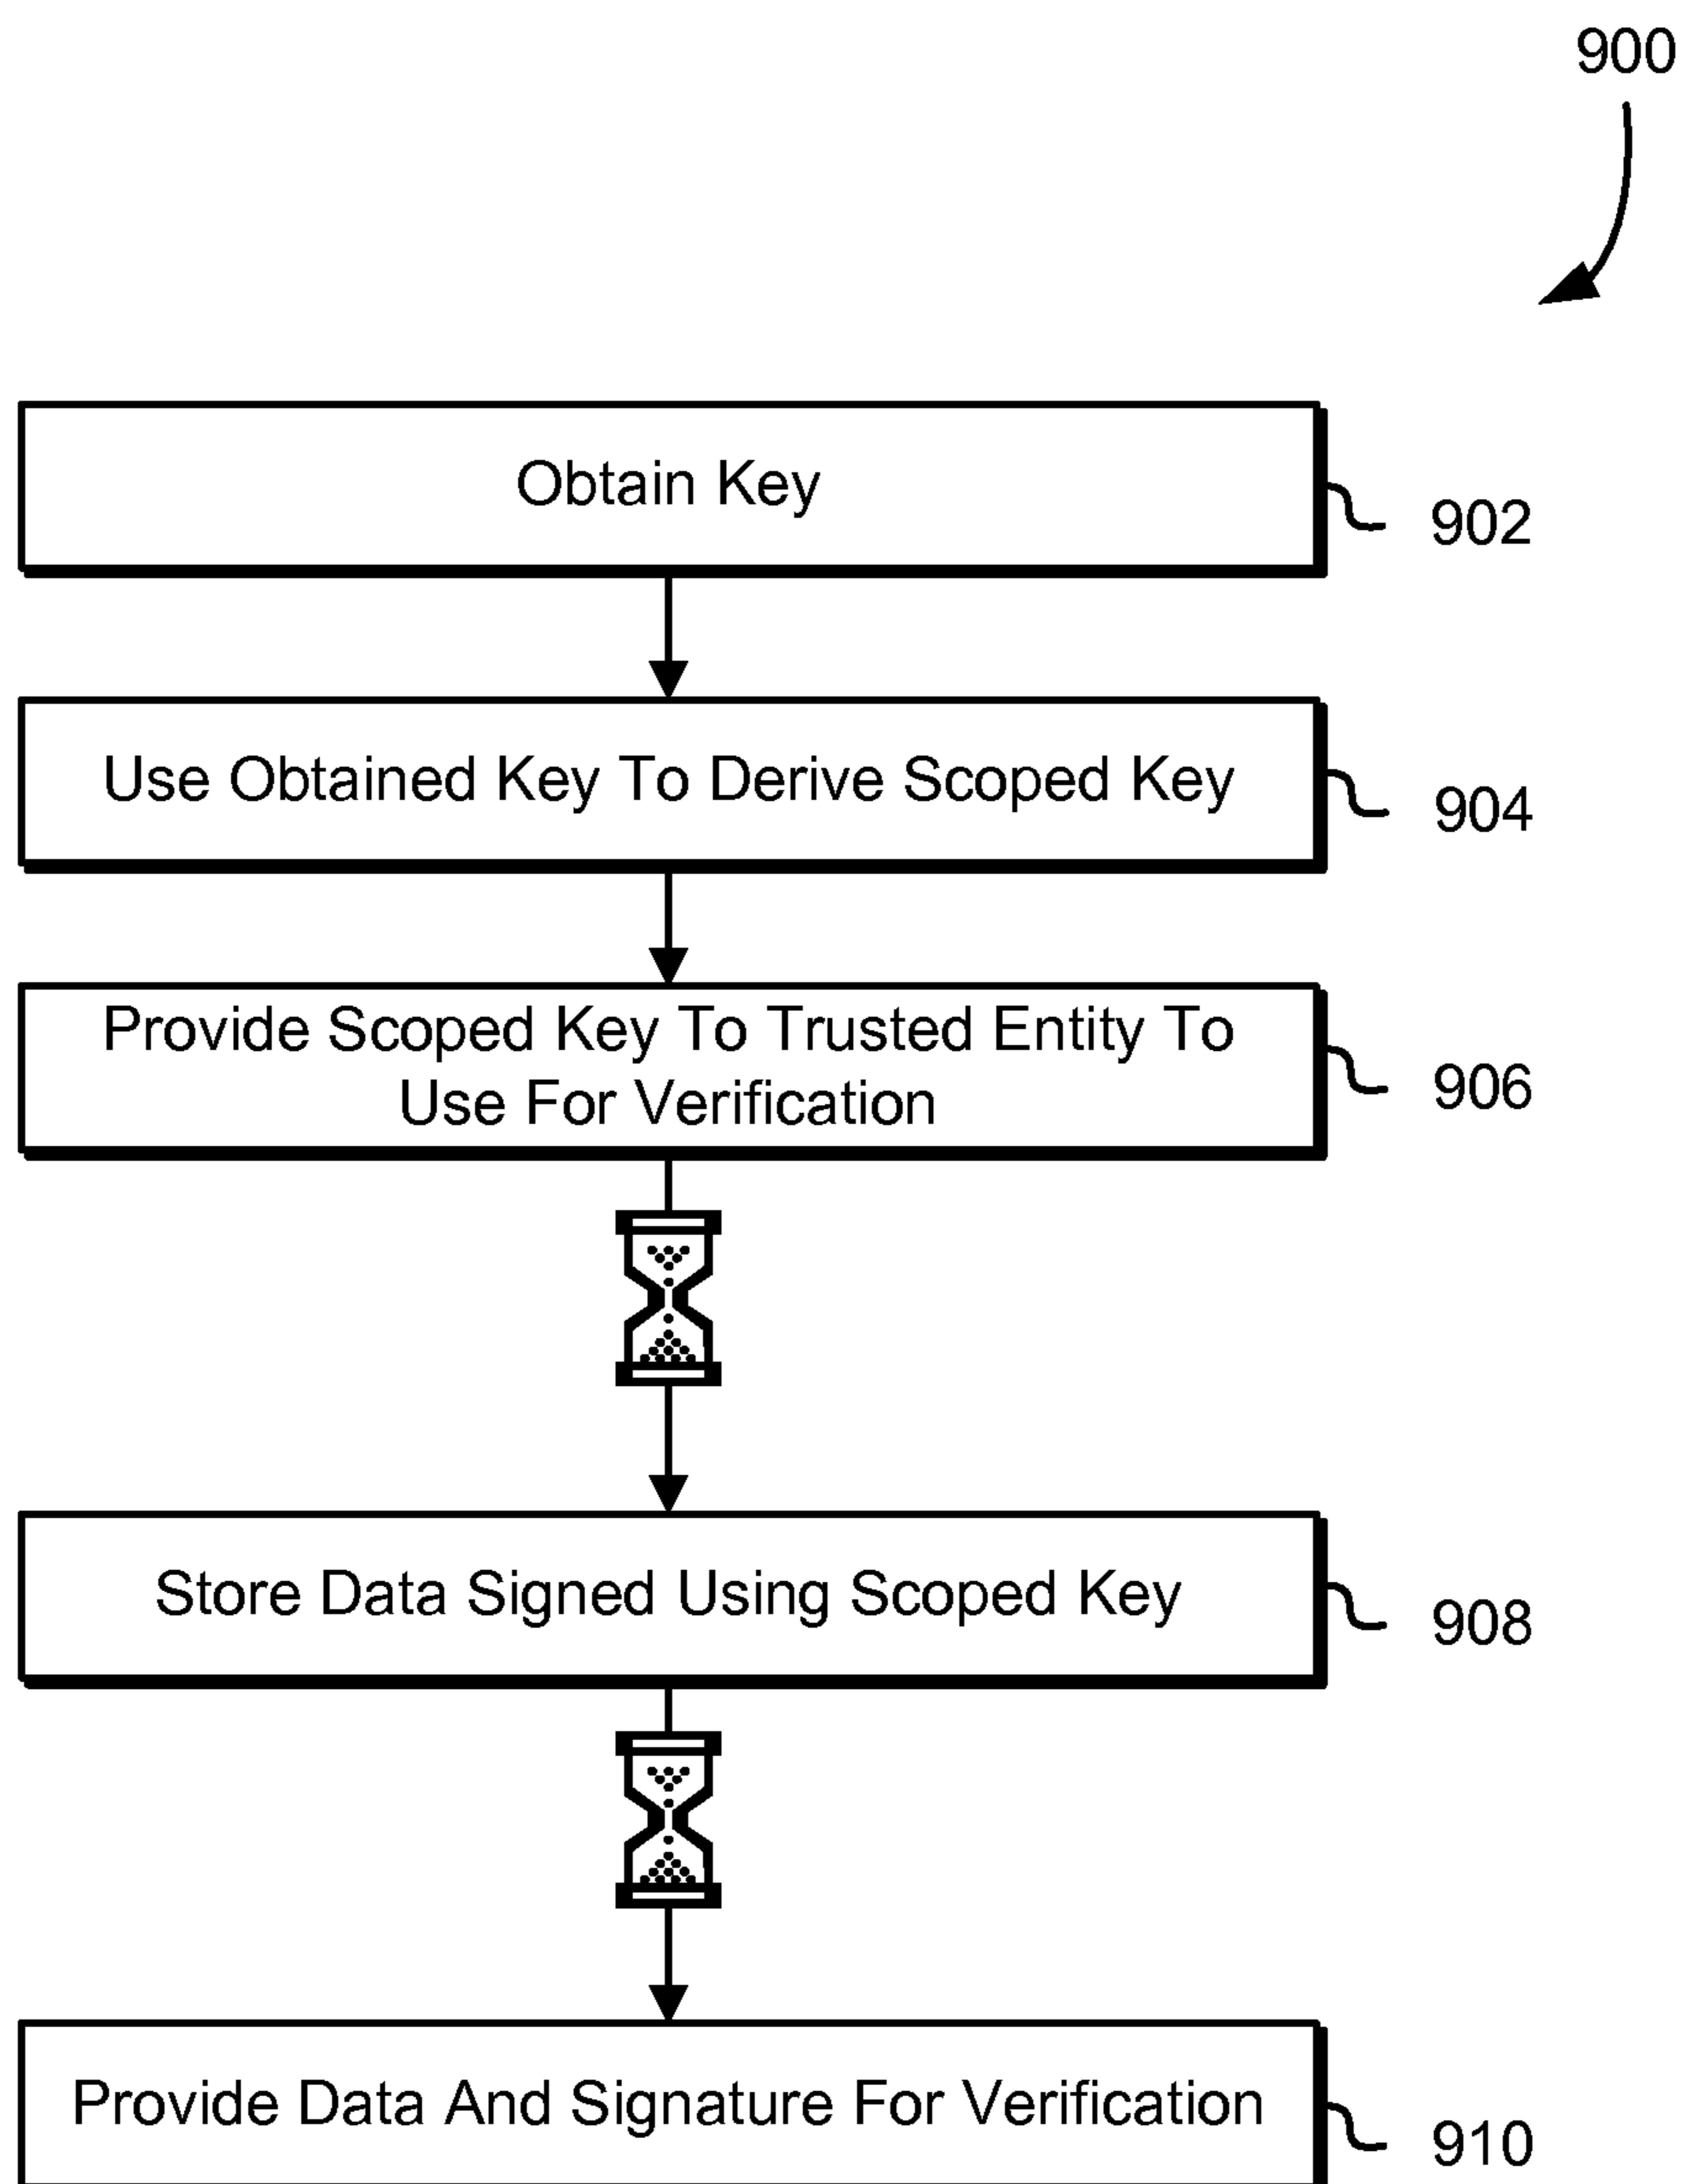 900
Obtain Key
902
Use Obtained Key To Derive Scoped Key
904
Provide Scoped Key To Trusted Entity To
Use For Verification
906
Store Data Signed Using Scoped Key
908
Provide Data And Signature For Verification
910